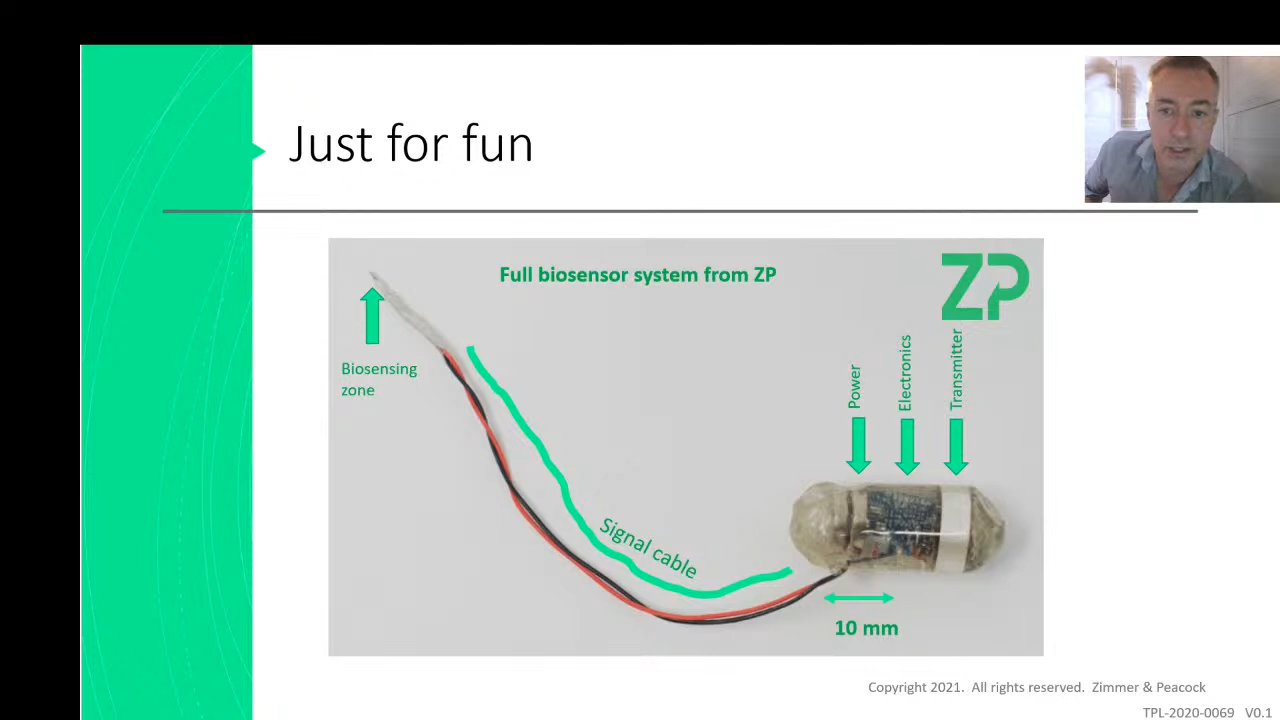 Just for fun
Full biosensor system from ZP
ZP
Biosensing
zone
Power
Electronics
Transmitter
Signal cable
10 mm
Copyright 2021.  All rights reserved.  Zimmer & Peacock
TPL-2020-0069   V0.1